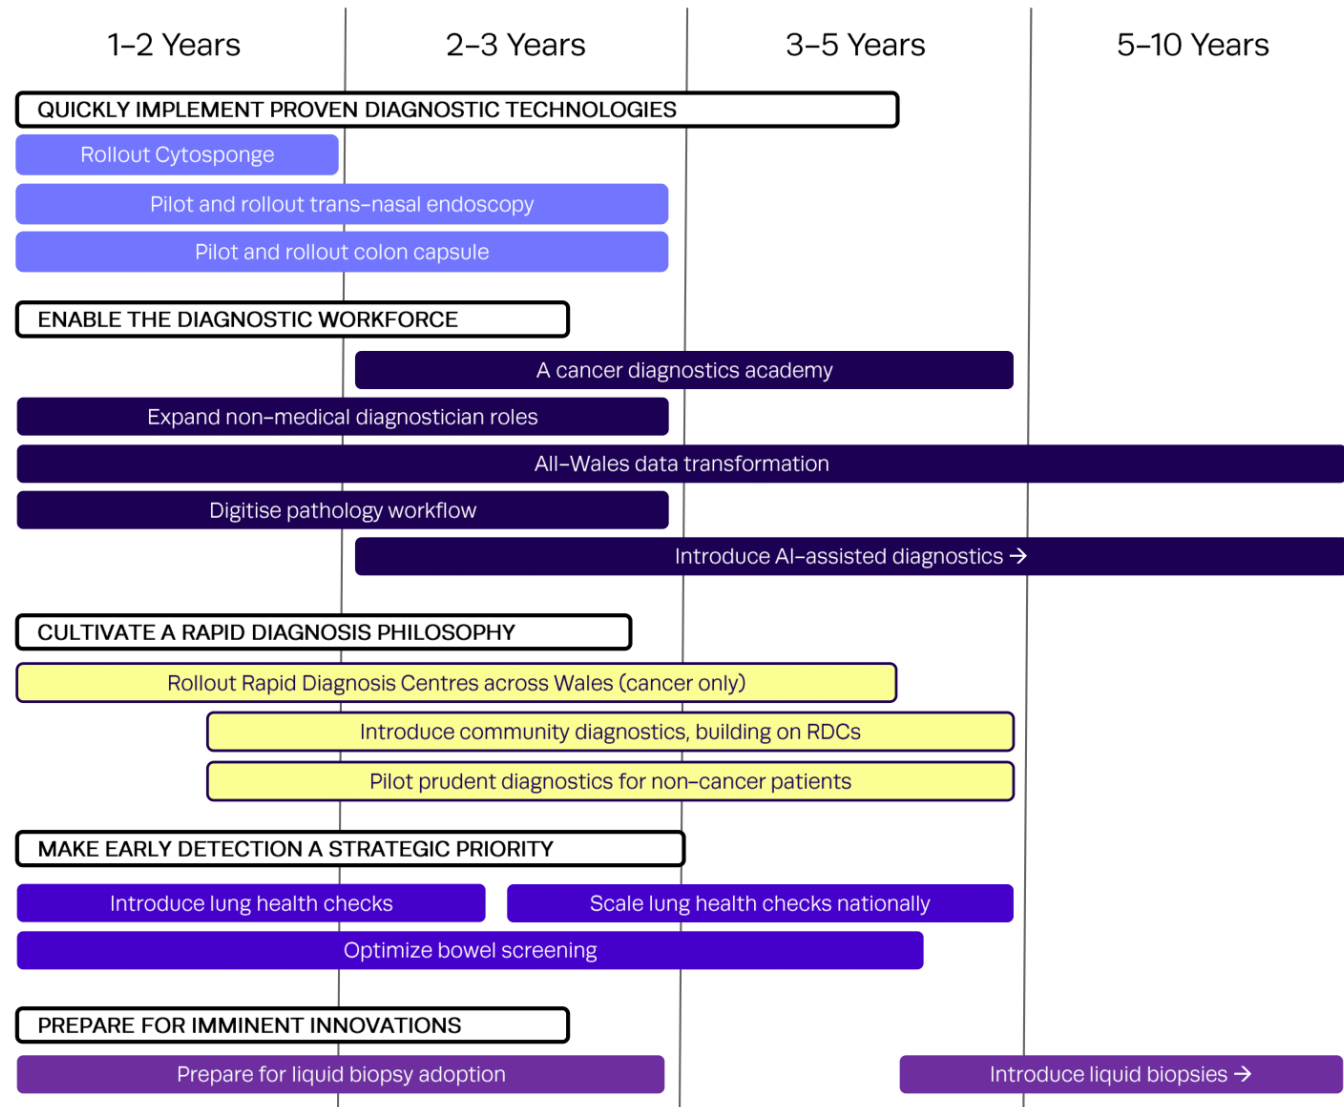 1–2 Years
2–3 Years
3–5 Years
5–10 Years
QUICKLY IMPLEMENT PROVEN DIAGNOSTIC TECHNOLOGIES
Rollout Cytosponge
Pilot and rollout trans–nasal endoscopy
Pilot and rollout colon capsule
ENABLE THE DIAGNOSTIC WORKFORCE
A cancer diagnostics academy
Expand non–medical diagnostician roles
All–Wales data transformation
Digitise pathology workflow
Introduce AI–assisted diagnostics →
CULTIVATE A RAPID DIAGNOSIS PHILOSOPHY
Rollout Rapid Diagnosis Centres across Wales (cancer only)
Introduce community diagnostics, building on RDCs
Pilot prudent diagnostics for non–cancer patients
MAKE EARLY DETECTION A STRATEGIC PRIORITY
Introduce lung health checks
Scale lung health checks nationally
Optimize bowel screening
PREPARE FOR IMMINENT INNOVATIONS
Prepare for liquid biopsy adoption
Introduce liquid biopsies →